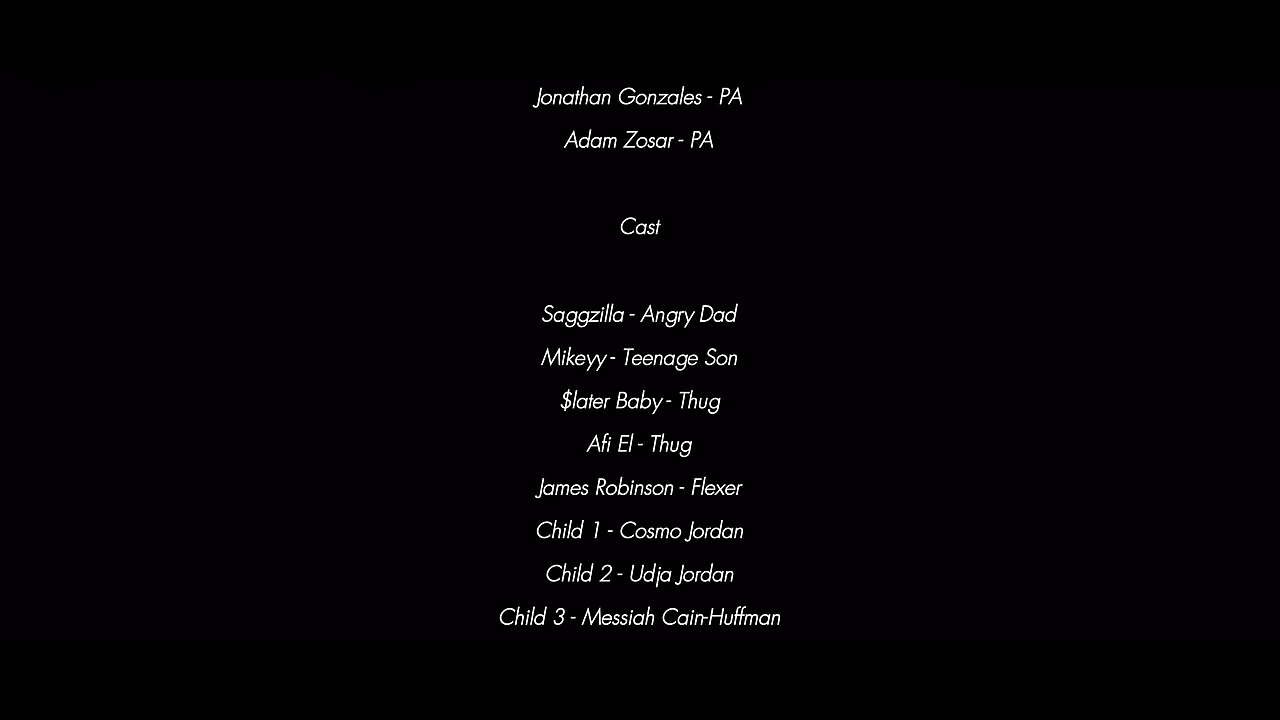 Jonathan Gonzales - PA
Adam Zosar - PA
Cast
Saggzilla - Angry Dad
Mikeyy - Teenage Son
$later Baby - Thug
Afi El - Thug
James Robinson - Flexer
Child 1 - Cosmo Jordan
Child 2 - Udja Jordan
Child 3 - Messiah Cain-Huffman